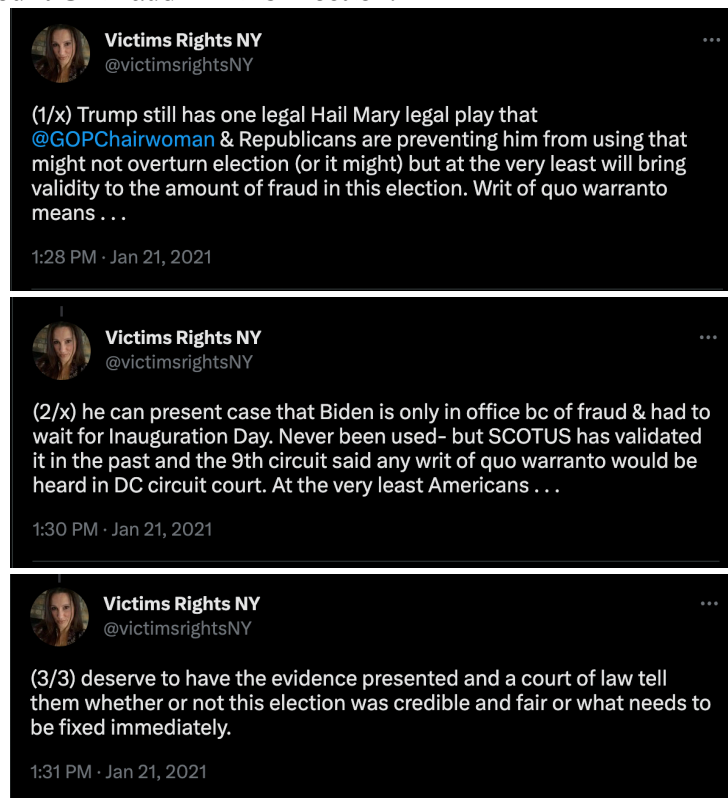 Victims Rights NY
@victimsrightsNY
(1/x) Trump still has one legal Hail Mary legal play that
@GOPChairwoman & Republicans are preventing him from using that
might not overturn election (or it might) but at the very least will bring
validity to the amount of fraud in this election. Writ of quo warranto
means . . .
1:28 PM · Jan 21, 2021
Victims Rights NY
@victimsrightsNY
(2/x) he can present case that Biden is only in office bc of fraud & had to
wait for Inauguration Day. Never been used- but SCOTUS has validated
it in the past and the 9th circuit said any writ of quo warranto would be
heard in DC circuit court. At the very least Americans . . .
1:30 PM · Jan 21, 2021
Victims Rights NY
@victimsrightsNY
(3/3) deserve to have the evidence presented and a court of law tell
them whether or not this election was credible and fair or what needs to
be fixed immediately.
1:31 PM · Jan 21, 2021